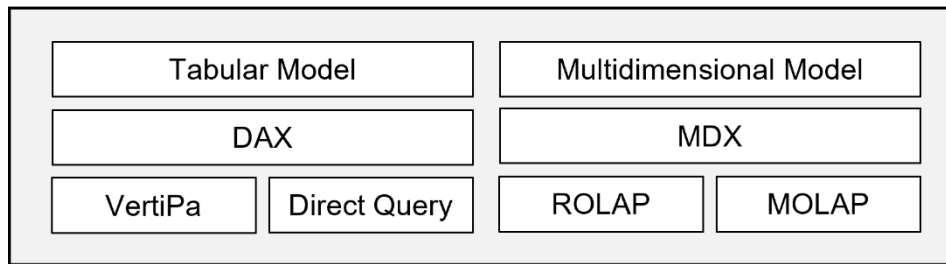 Tabular Model
Multidimensional Model
DAX
MDX
VertiPa
Direct Query
ROLAP
MOLAP